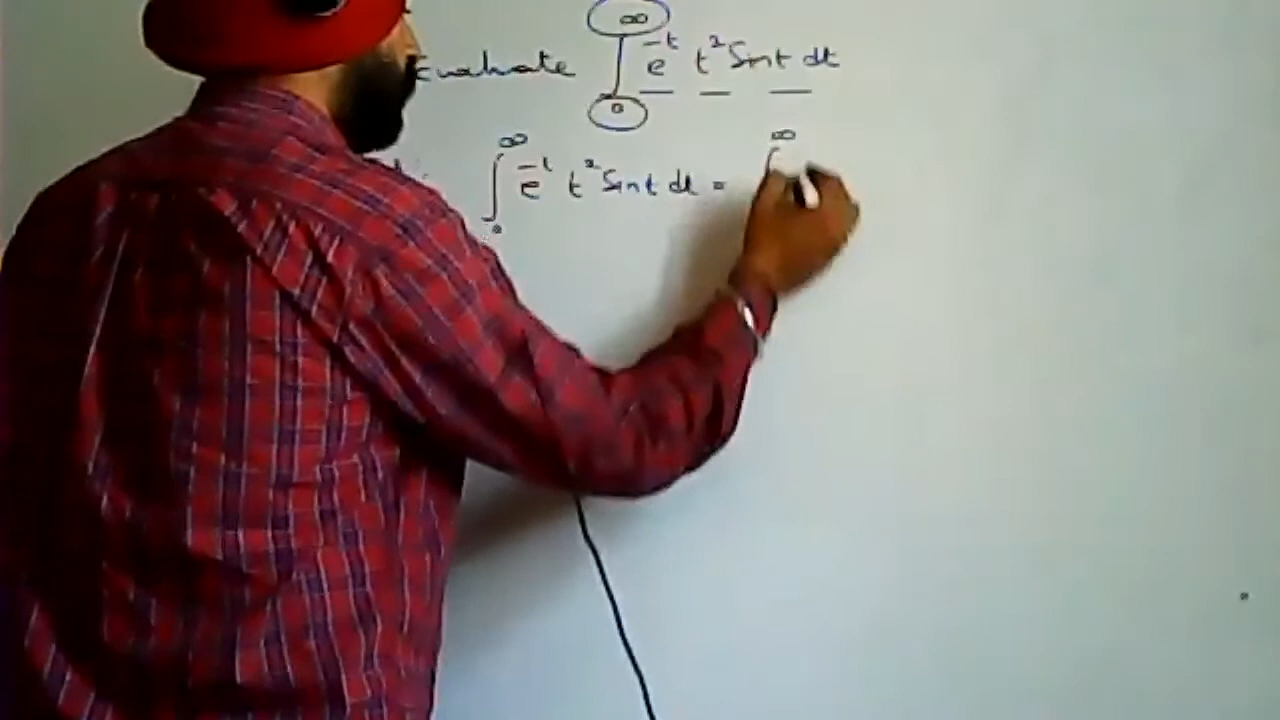 Evaluate ∫₀^∞ e^{-t} t² Sint dt
∫₀^∞ e^{-t} t² Sint dt = ∫^∞